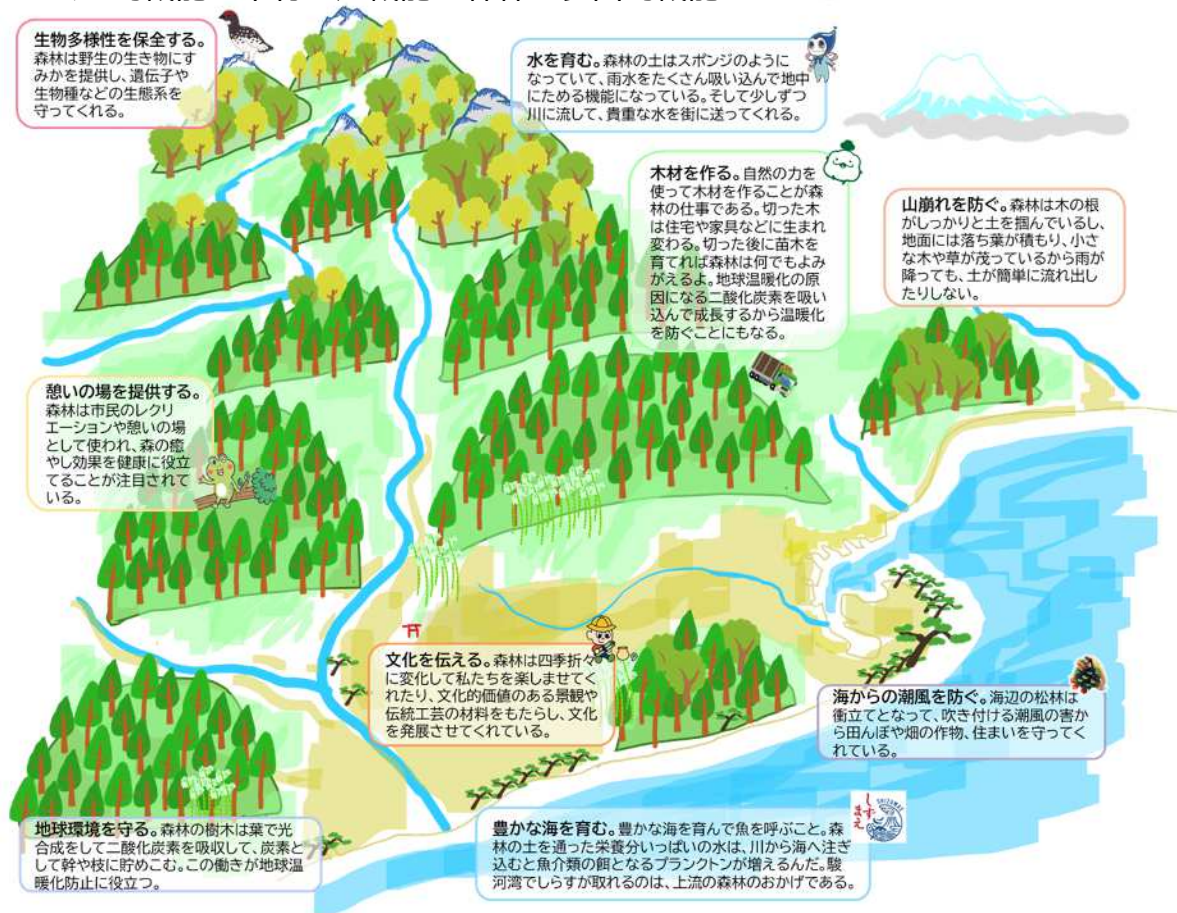 生物多様性を保全する。
森林は野生の生き物にす
みかを提供し、遺伝子や
生物種などの生態系を
守ってくれる。
水を育む。森林の土はスポンジのように
なっていて、雨水をたくさん吸い込んで地中
にためる機能になっている。そして少しずつ
川に流して、貴重な水を街に送ってくれる。
木材を作る。自然の力を
使って木材を作ることが森
林の仕事である。切った木
は住宅や家具などに生まれ
変わる。切った後に苗木を
育てれば森林は何でもよみ
がえるよ。地球温暖化の原
因になる二酸化炭素を吸い
込んで成長するから温暖化
を防ぐことにもなる。
山崩れを防ぐ。森林は木の根
がしっかりと土を掴んでいるし、
地面には落ち葉が積もり、小さ
な木や草が茂っているから雨が
降っても、土が簡単に流れ出し
たりしない。
憩いの場を提供する。
森林は市民のレクリ
エーションや憩いの場
として使われ、森の癒
やし効果を健康に役立
てることが注目されて
いる。
文化を伝える。森林は四季折々
に変化して私たちを楽しませてく
れたり、文化的価値のある景観や
伝統工芸の材料をもたらし、文化
を発展させてくれている。
海からの潮風を防ぐ。海辺の松林は
衝立てとなって、吹き付ける潮風の害か
ら田んぼや畑の作物、住まいを守ってく
れている。
地球環境を守る。森林の樹木は葉で光
合成をして二酸化炭素を吸収して、炭素と
して幹や枝に貯めこむ。この働きが地球温
暖化防止に役立つ。
豊かな海を育む。豊かな海を育んで魚を呼ぶこと。森
林の土を通った栄養分いっぱいの水は、川から海へ注ぎ
込むと魚介類の餌となるプランクトンが増えるんだ。駿
河湾でしらすが取れるのは、上流の森林のおかげである。
しずまえ
SHIZUMAE